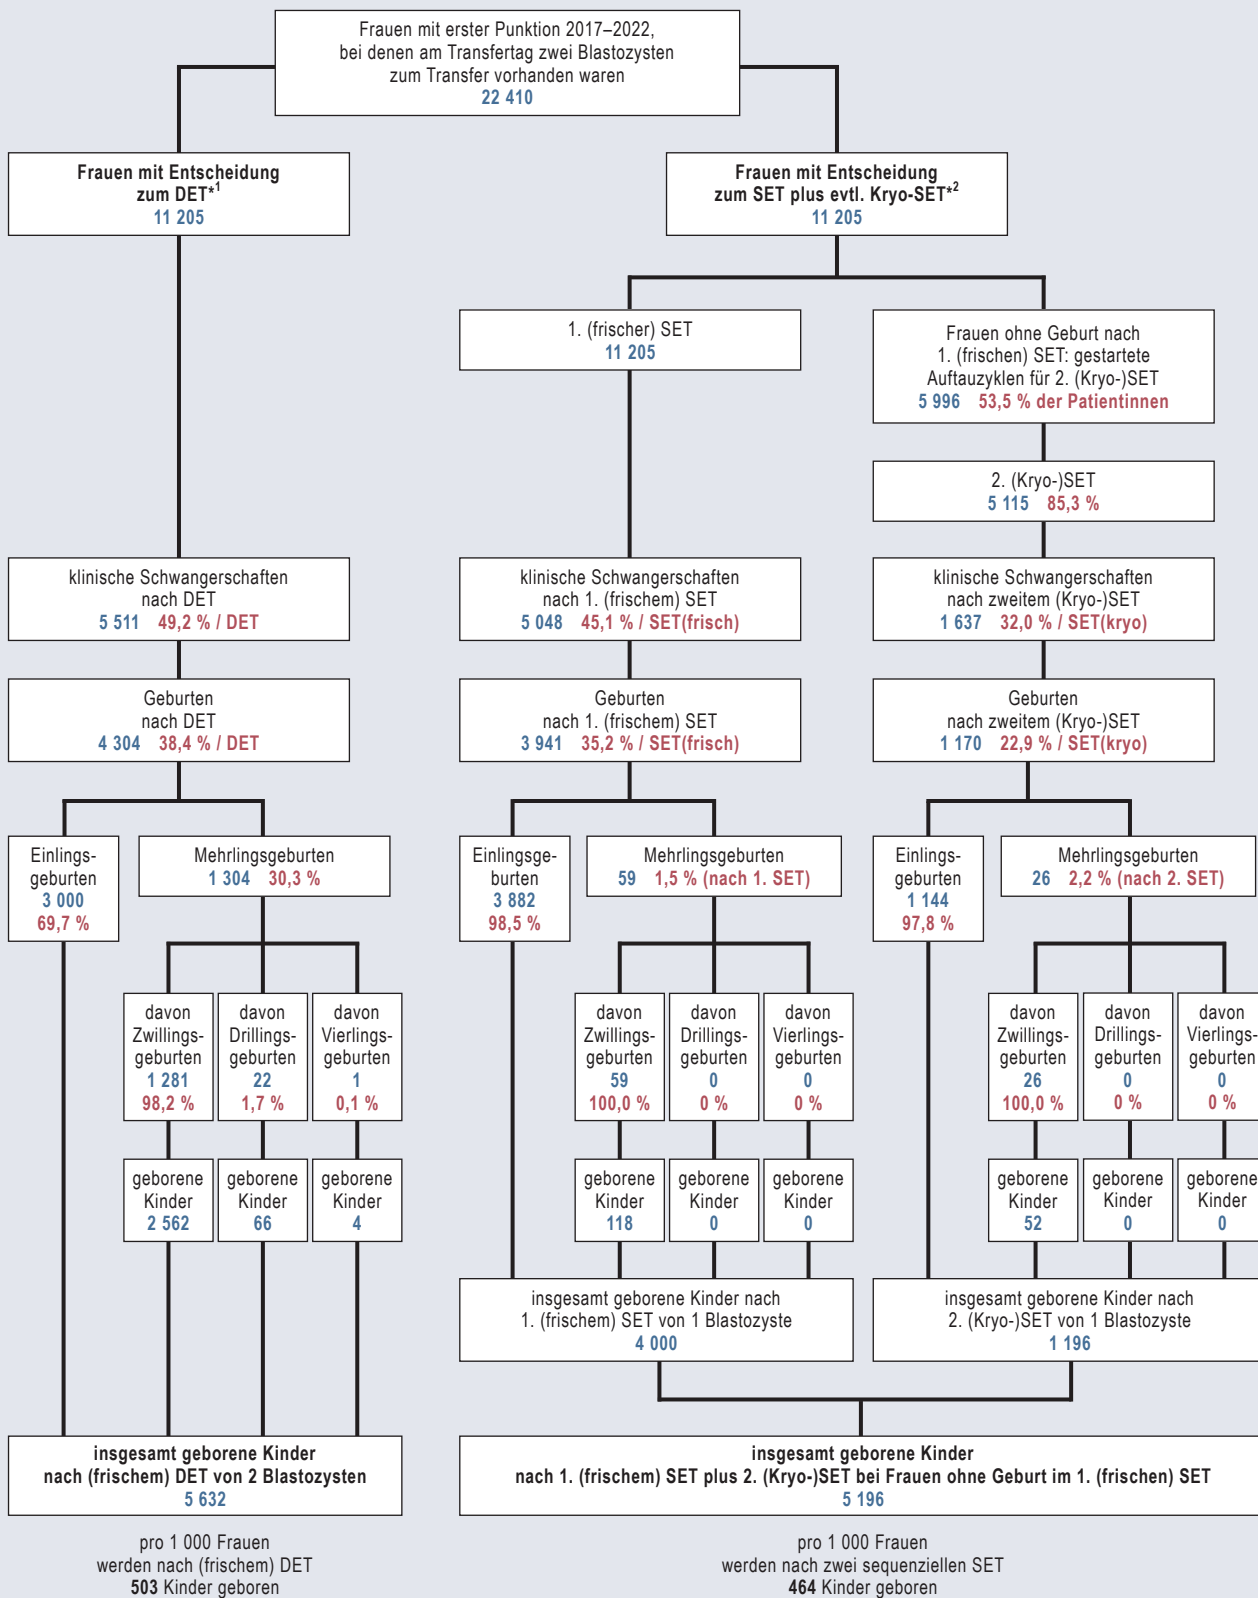 Frauen mit erster Punktion 2017–2022,
bei denen am Transfertag zwei Blastozysten
zum Transfer vorhanden waren
22 410
Frauen mit Entscheidung
zum DET*1
11 205
Frauen mit Entscheidung
zum SET plus evtl. Kryo-SET*2
11 205
1. (frischer) SET
11 205
Frauen ohne Geburt nach
1. (frischen) SET: gestartete
Auftauzyklen für 2. (Kryo-)SET
5 996 53,5 % der Patientinnen
2. (Kryo-)SET
5 115 85,3 %
klinische Schwangerschaften
nach DET
5 511 49,2 % / DET
klinische Schwangerschaften
nach 1. (frischem) SET
5 048 45,1 % / SET(frisch)
klinische Schwangerschaften
nach zweitem (Kryo-)SET
1 637 32,0 % / SET(kryo)
Geburten
nach DET
4 304 38,4 % / DET
Geburten
nach 1. (frischem) SET
3 941 35,2 % / SET(frisch)
Geburten
nach zweitem (Kryo-)SET
1 170 22,9 % / SET(kryo)
Einlings-
geburten
3 000
69,7 %
Mehrlingsgeburten
1 304 30,3 %
Einlingsge-
burten
3 882
98,5 %
Mehrlingsgeburten
59 1,5 % (nach 1. SET)
Einlings-
geburten
1 144
97,8 %
Mehrlingsgeburten
26 2,2 % (nach 2. SET)
davon
Zwillings-
geburten
1 281
98,2 %
davon
Drillings-
geburten
22
1,7 %
davon
Vierlings-
geburten
1
0,1 %
davon
Zwillings-
geburten
59
100,0 %
davon
Drillings-
geburten
0
0 %
davon
Vierlings-
geburten
0
0 %
davon
Zwillings-
geburten
26
100,0 %
davon
Drillings-
geburten
0
0 %
davon
Vierlings-
geburten
0
0 %
geborene
Kinder
2 562
geborene
Kinder
66
geborene
Kinder
4
geborene
Kinder
118
geborene
Kinder
0
geborene
Kinder
0
geborene
Kinder
52
geborene
Kinder
0
geborene
Kinder
0
insgesamt geborene Kinder nach
1. (frischem) SET von 1 Blastozyste
4 000
insgesamt geborene Kinder nach
2. (Kryo-)SET von 1 Blastozyste
1 196
insgesamt geborene Kinder
nach (frischem) DET von 2 Blastozysten
5 632
insgesamt geborene Kinder
nach 1. (frischem) SET plus 2. (Kryo-)SET bei Frauen ohne Geburt im 1. (frischen) SET
5 196
pro 1 000 Frauen
werden nach (frischem) DET
503 Kinder geboren
pro 1 000 Frauen
werden nach zwei sequenziellen SET
464 Kinder geboren